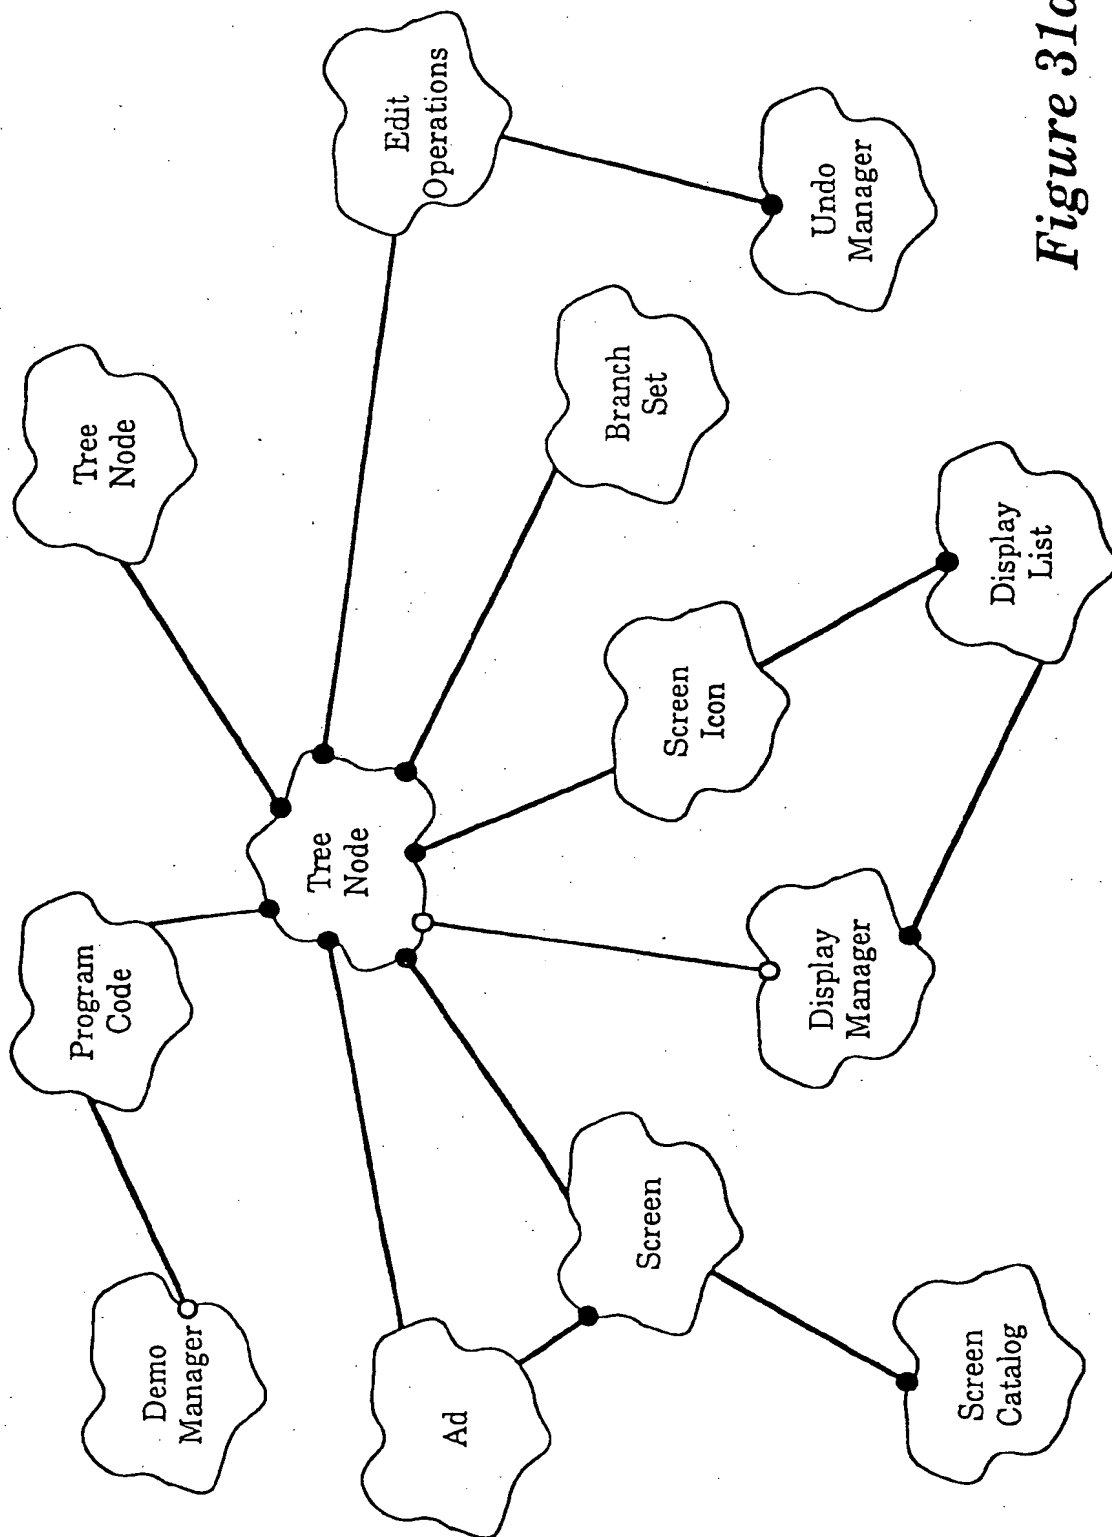 Demo
Manager
Program
Code
Tree
Node
Ad
Tree
Node
Edit
Operations
Screen
Screen
Icon
Branch
Set
Display
Manager
Undo
Manager
Screen
Catalog
Display
List
Figure